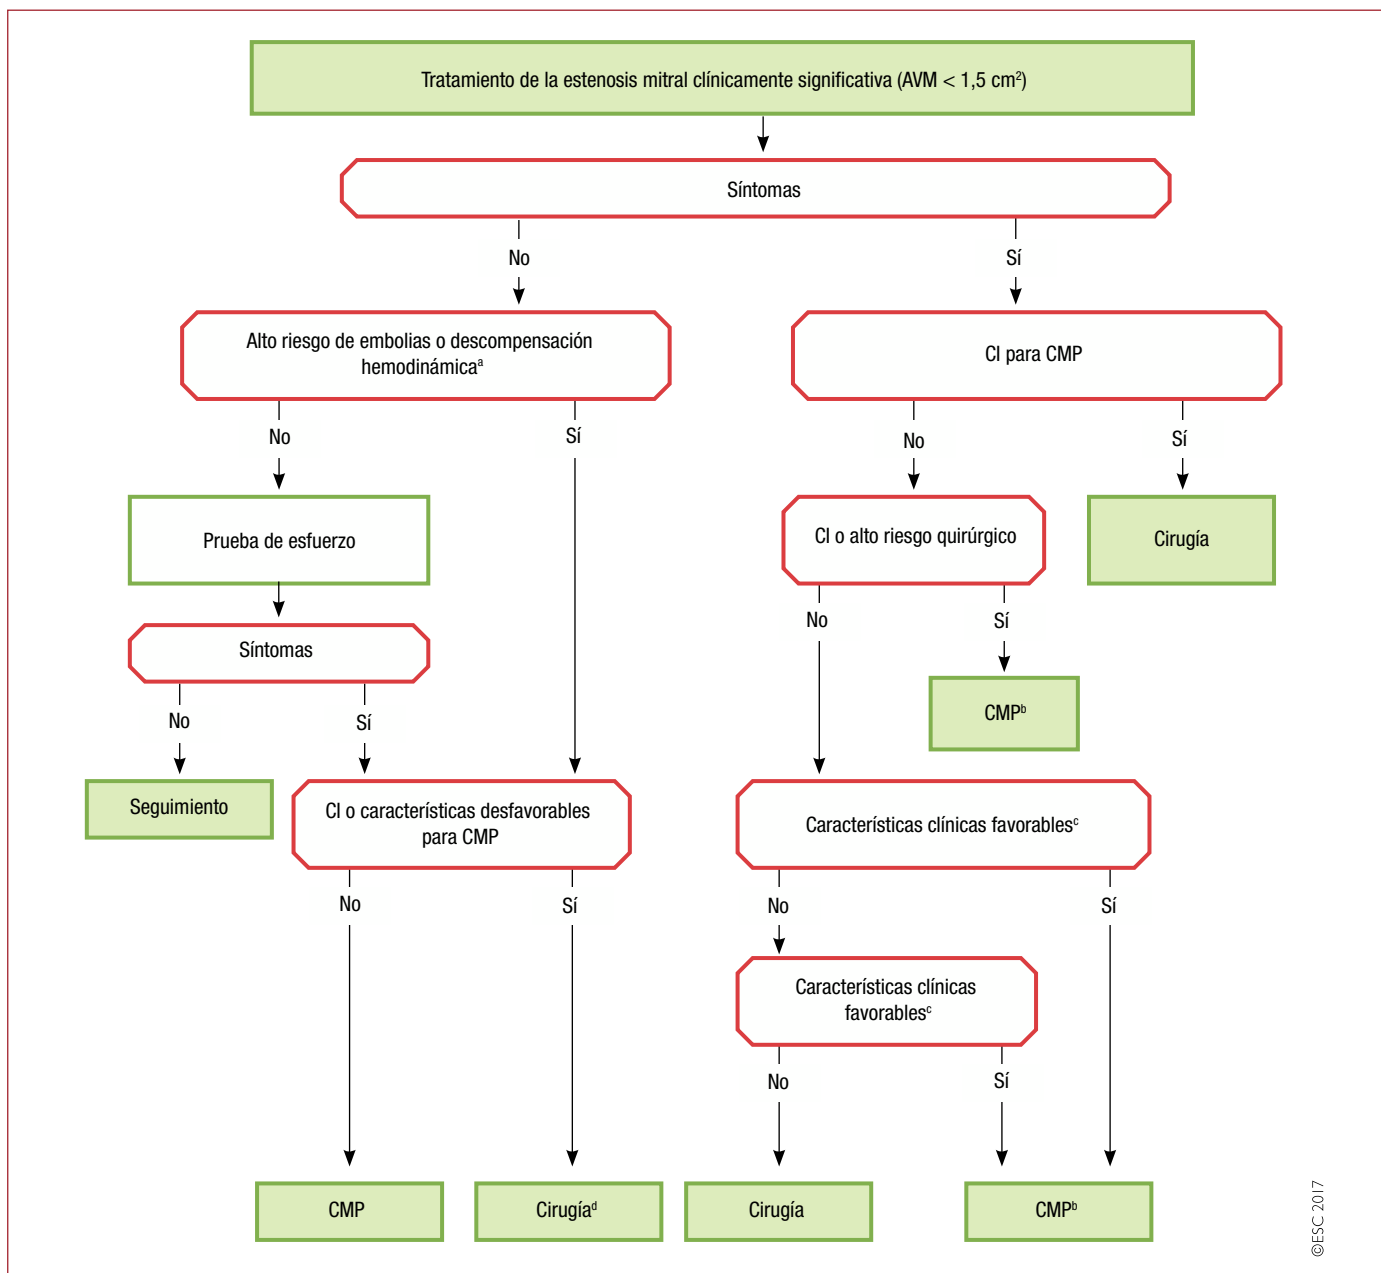 Tratamiento de la estenosis mitral clínicamente significativa (AVM < 1,5 cm²)
Síntomas
No
Sí
Alto riesgo de embolias o descompensación
hemodinámicaᵃ
CI para CMP
No
Sí
No
Sí
Prueba de esfuerzo
CI o alto riesgo quirúrgico
Cirugía
No
Sí
Síntomas
No
Sí
CMPᵇ
Seguimiento
CI o características desfavorables
para CMP
Características clínicas favorablesᶜ
No
Sí
No
Sí
Características clínicas
favorablesᶜ
No
Sí
CMP
Cirugíaᵈ
Cirugía
CMPᵇ
©ESC 2017